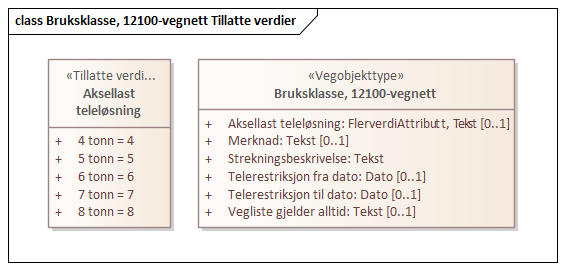 class Bruksklasse, 12100-vegnett Tillatte verdier
«Tillatte verdi...
Aksellast
teleløsning
+ 4 tonn = 4
+ 5 tonn = 5
+ 6 tonn = 6
+ 7 tonn = 7
+ 8 tonn = 8
«Vegobjekttype»
Bruksklasse, 12100-vegnett
+ Aksellast teleløsning: FlerverdiAttributt, Tekst [0..1]
+ Merknad: Tekst [0..1]
+ Strekningsbeskrivelse: Tekst
+ Telerestriksjon fra dato: Dato [0..1]
+ Telerestriksjon til dato: Dato [0..1]
+ Vegliste gjelder alltid: Tekst [0..1]